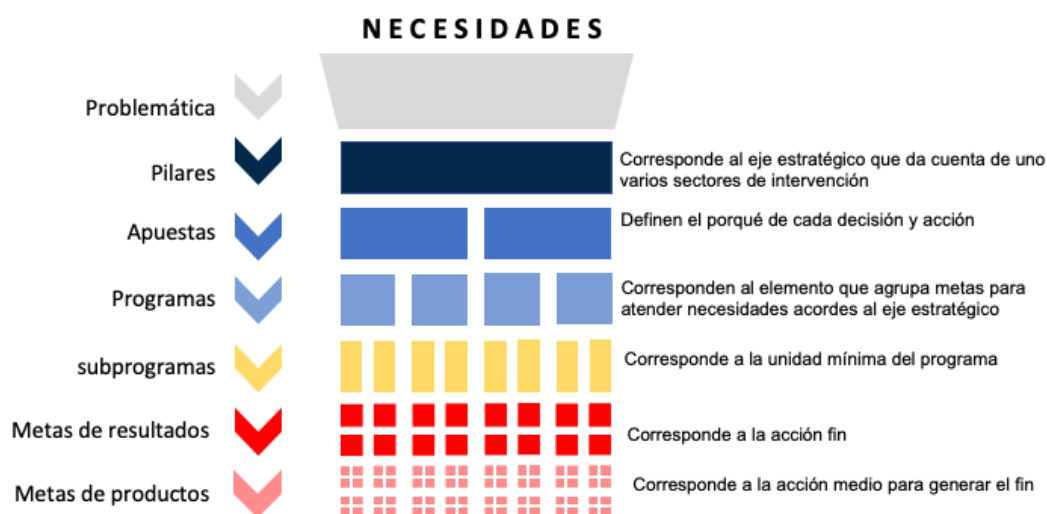 NECESIDADES
Problemática
Pilares
Corresponde al eje estratégico que da cuenta de uno
varios sectores de intervención
Apuestas
Definen el porqué de cada decisión y acción
Programas
Corresponden al elemento que agrupa metas para
atender necesidades acordes al eje estratégico
subprogramas
Corresponde a la unidad mínima del programa
Metas de resultados
Corresponde a la acción fin
Metas de productos
Corresponde a la acción medio para generar el fin